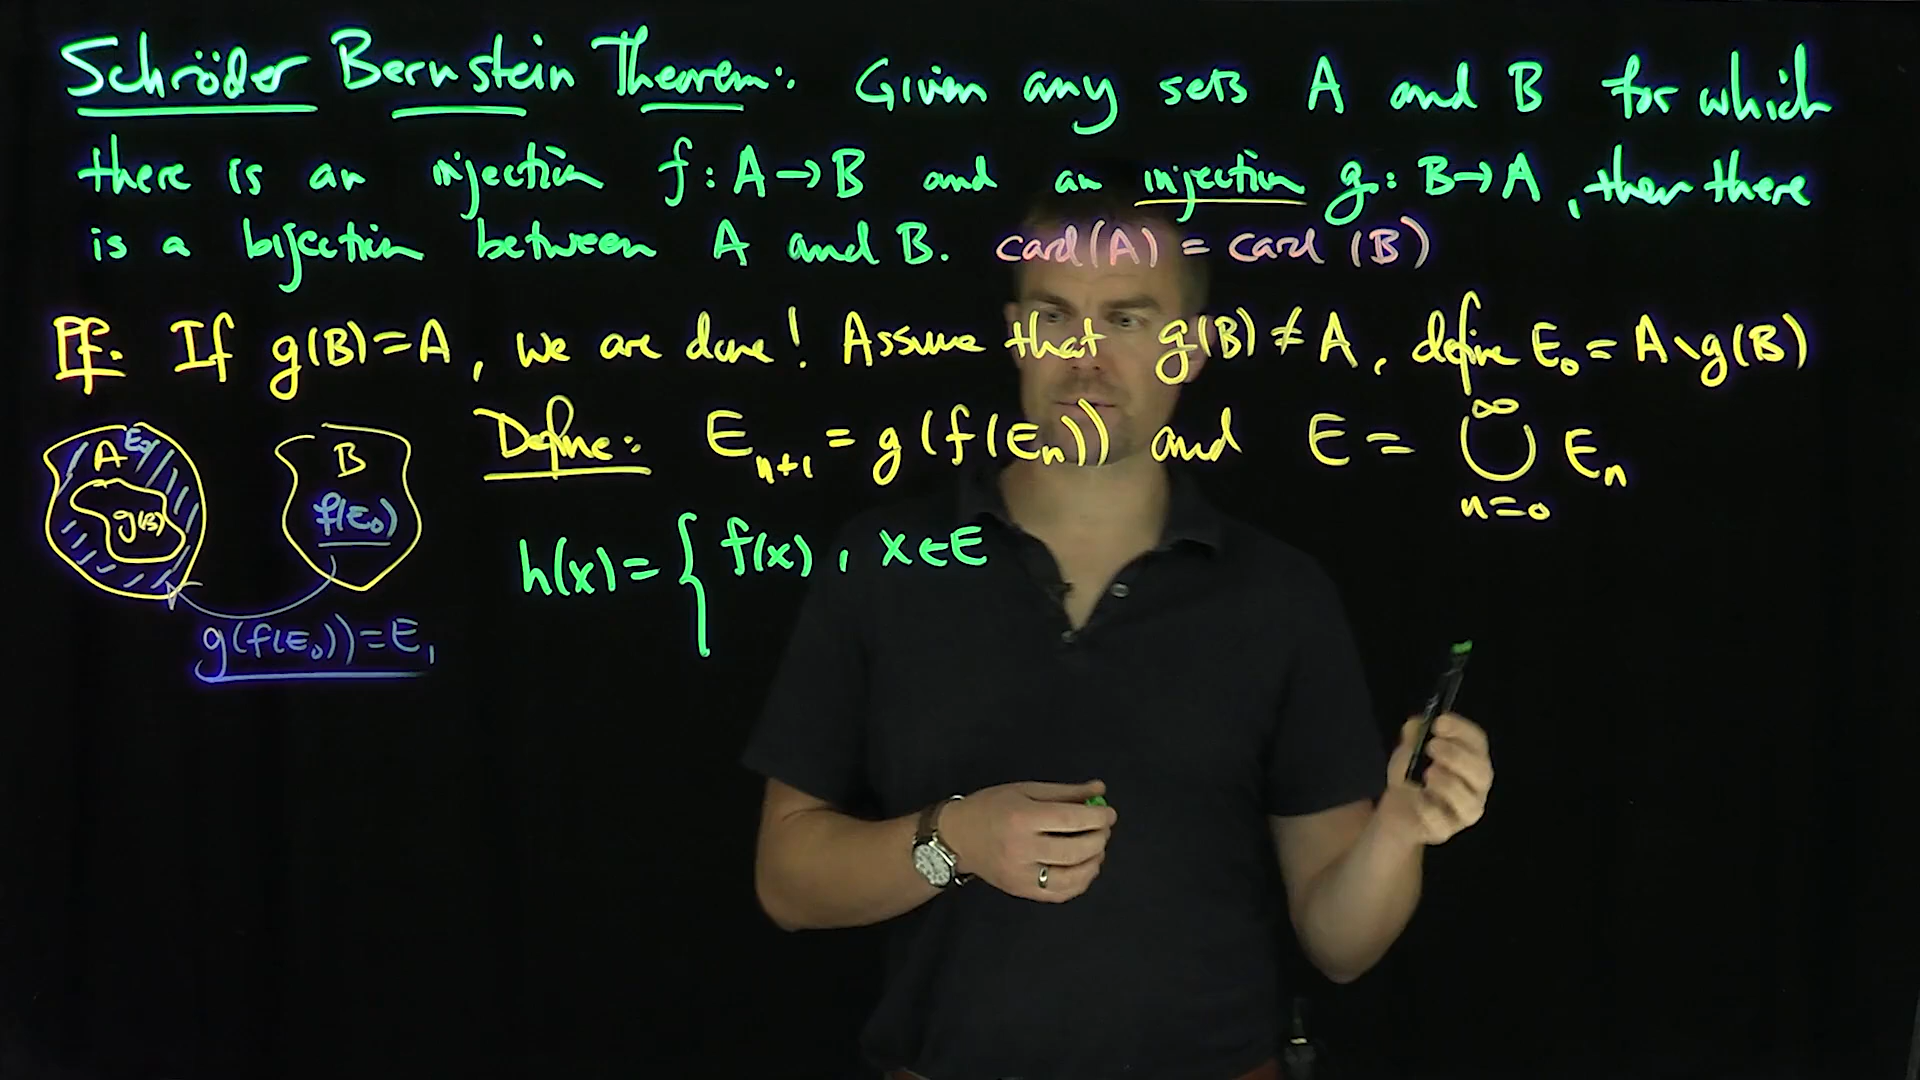 Schröder Bernstein Theorem: Given any sets A and B for which
there is an injection f: A→B and an injection g: B→A, then there
is a bijection between A and B. card(A) = card(B)
Pf. If g(B)=A, we are done! Assume that g(B)≠A, define E₀=A∖g(B)
Define: Eₙ₊₁ = g(f(Eₙ)) and E = ⋃ₙ₌₀^∞ Eₙ
A E₀
g(B)
B
f(E₀)
g(f(E₀))=E₁
h(x)={ f(x), x∈E